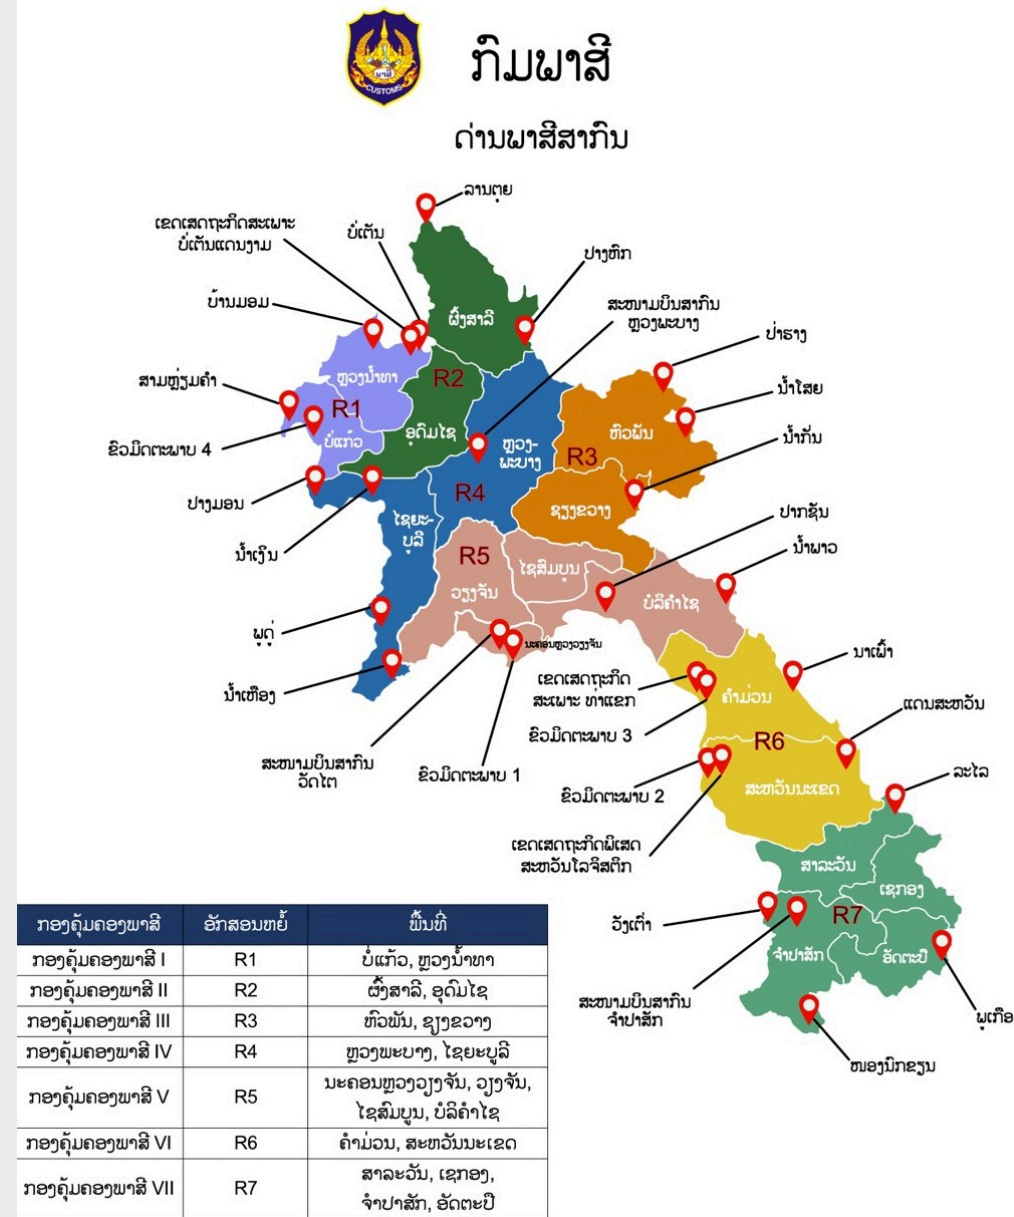 ພາສີ
CUSTOMS
ກົມພາສີ
ດ່ານພາສີສາກົນ
ລານຕຸຍ
ເຂດເສດຖະກິດສະເພາະ
ບໍ່ເຕັນແດນງາມ
ບໍ່ເຕັນ
ປາງຫົກ
ສະໜາມບິນສາກົນ
ຫຼວງພະບາງ
ບ້ານມອມ
ຜົ້ງສາລີ
ປ່າຮາງ
ຫຼວງນ້ຳທາ
R2
ສາມຫຼ່ຽມຄຳ
ນ້ຳໂສຍ
R1
ບໍ່ແກ້ວ
ອຸດົມໄຊ
ຫຼວງ-
ພະບາງ
ຫົວພັນ
ນ້ຳກັນ
ຂົວມິດຕະພາບ 4
R3
R4
ປາງມອນ
ຊຽງຂວາງ
ປາກຊັນ
ໄຊຍະ-
ບູລີ
ນ້ຳເງິນ
R5
ໄຊສົມບູນ
ນ້ຳພາວ
ວຽງຈັນ
ບໍລິຄຳໄຊ
ພູດູ່
ນະຄອນຫຼວງວຽງຈັນ
ນາເພົ້າ
ນ້ຳເຫືອງ
ເຂດເສດຖະກິດ
ສະເພາະ ທ່າແຂກ
ຄຳມ່ວນ
ແດນສະຫວັນ
ຂົວມິດຕະພາບ 3
R6
ສະໜາມບິນສາກົນ
ວັດໄຕ
ຂົວມິດຕະພາບ 1
ຂົວມິດຕະພາບ 2
ສະຫວັນນະເຂດ
ລະໄລ
ເຂດເສດຖະກິດພິເສດ
ສະຫວັນໂລຈິສຕິກ
ສາລະວັນ
ເຊກອງ
ວັງເຕົ່າ
R7
ຈຳປາສັກ
ອັດຕະປື
ສະໜາມບິນສາກົນ
ຈຳປາສັກ
ພູເກືອ
ໜອງນົກຂຽນ
ກອງຄຸ້ມຄອງພາສີ ອັກສອນຫຍໍ້ ພື້ນທີ່
ກອງຄຸ້ມຄອງພາສີ I R1 ບໍ່ແກ້ວ, ຫຼວງນ້ຳທາ
ກອງຄຸ້ມຄອງພາສີ II R2 ຜົ້ງສາລີ, ອຸດົມໄຊ
ກອງຄຸ້ມຄອງພາສີ III R3 ຫົວພັນ, ຊຽງຂວາງ
ກອງຄຸ້ມຄອງພາສີ IV R4 ຫຼວງພະບາງ, ໄຊຍະບູລີ
ກອງຄຸ້ມຄອງພາສີ V R5 ນະຄອນຫຼວງວຽງຈັນ, ວຽງຈັນ,
ໄຊສົມບູນ, ບໍລິຄຳໄຊ
ກອງຄຸ້ມຄອງພາສີ VI R6 ຄຳມ່ວນ, ສະຫວັນນະເຂດ
ກອງຄຸ້ມຄອງພາສີ VII R7 ສາລະວັນ, ເຊກອງ,
ຈຳປາສັກ, ອັດຕະປື